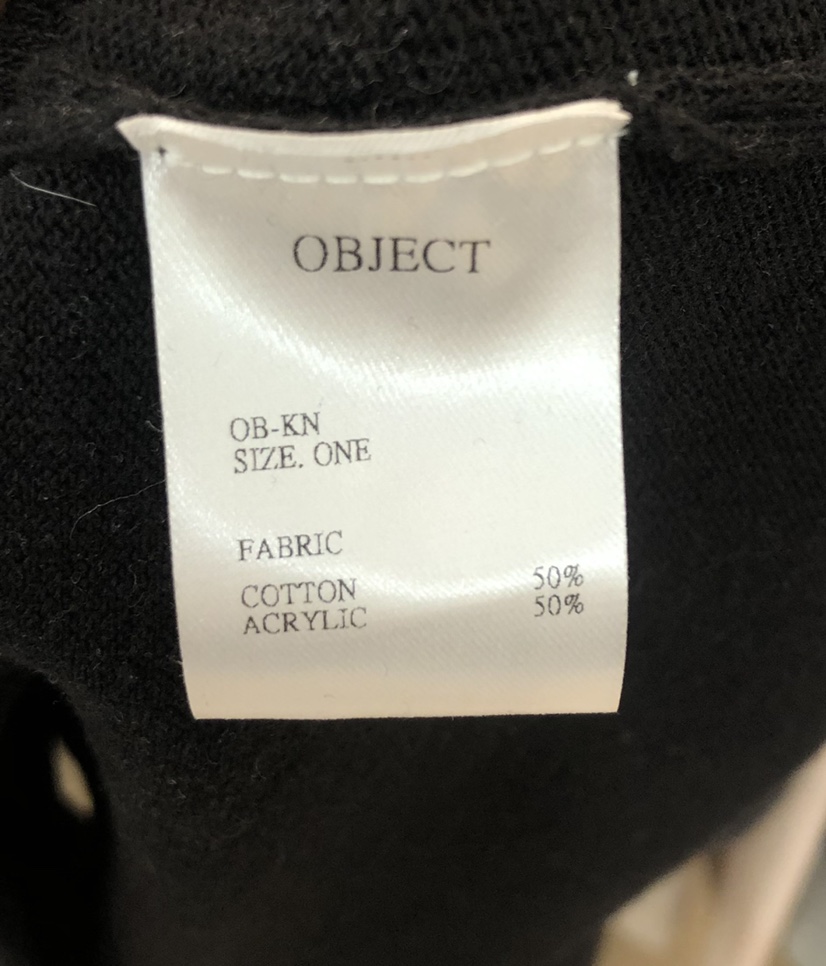 OBJECT
OB-KN
SIZE. ONE
FABRIC
COTTON 50%
ACRYLIC 50%